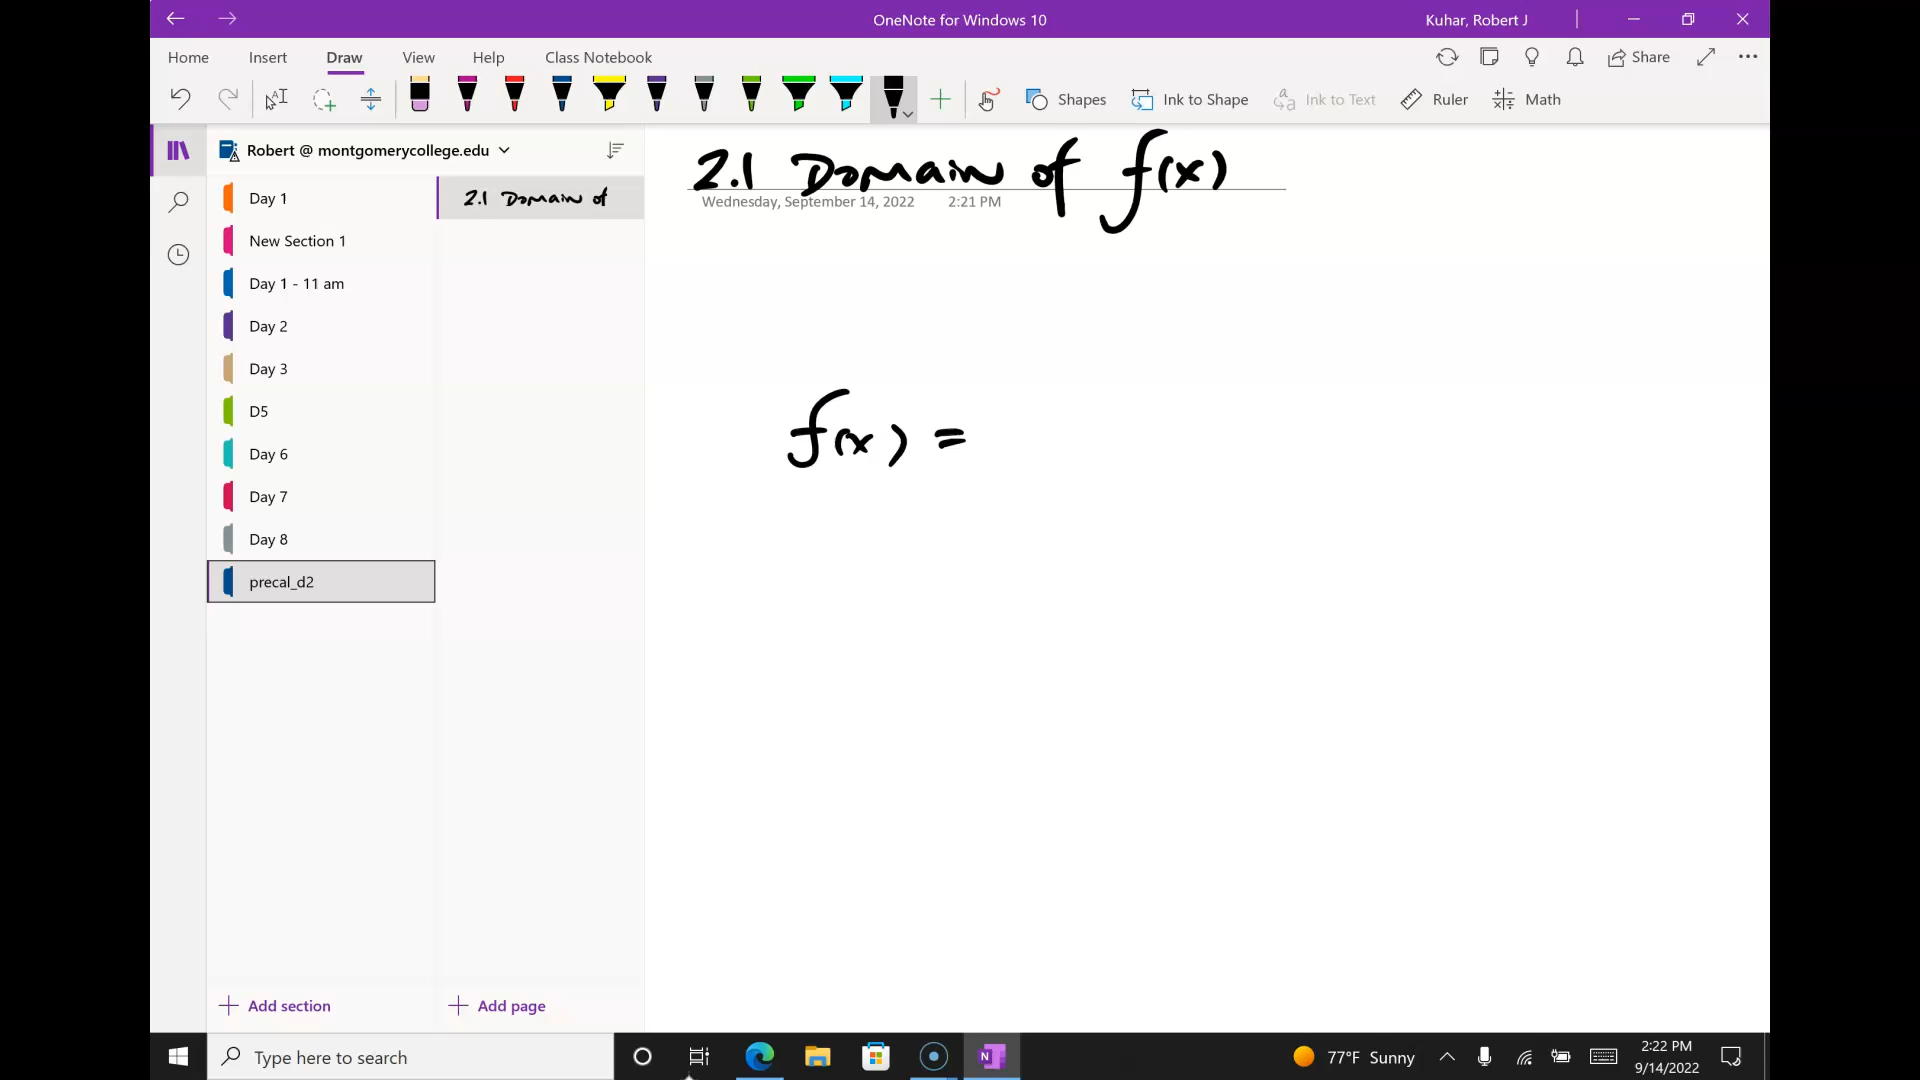 OneNote for Windows 10
Kuhar, Robert J
Home Insert Draw View Help Class Notebook
Share
Shapes Ink to Shape Ink to Text Ruler Math
Robert @ montgomerycollege.edu
Day 1
New Section 1
Day 1 - 11 am
Day 2
Day 3
D5
Day 6
Day 7
Day 8
precal_d2
Add section
2.1 Domain of
Add page
2.1 Domain of f(x)
Wednesday, September 14, 2022 2:21 PM
f(x) =
Type here to search
77°F Sunny
2:22 PM
9/14/2022